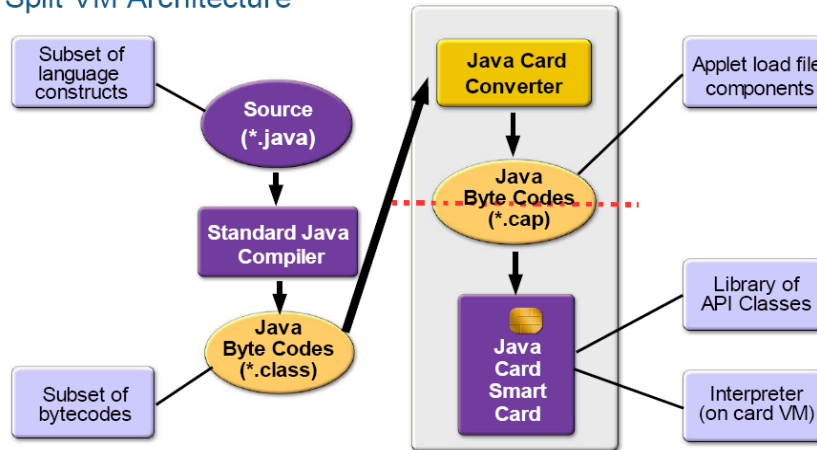 Split VM Architecture
Subset of
language
constructs
Source
(*.java)
Standard Java
Compiler
Java
Byte Codes
(*.class)
Subset of
bytecodes
Java Card
Converter
Java
Byte Codes
(*.cap)
Java
Card
Smart
Card
Applet load file
components
Library of
API Classes
Interpreter
(on card VM)